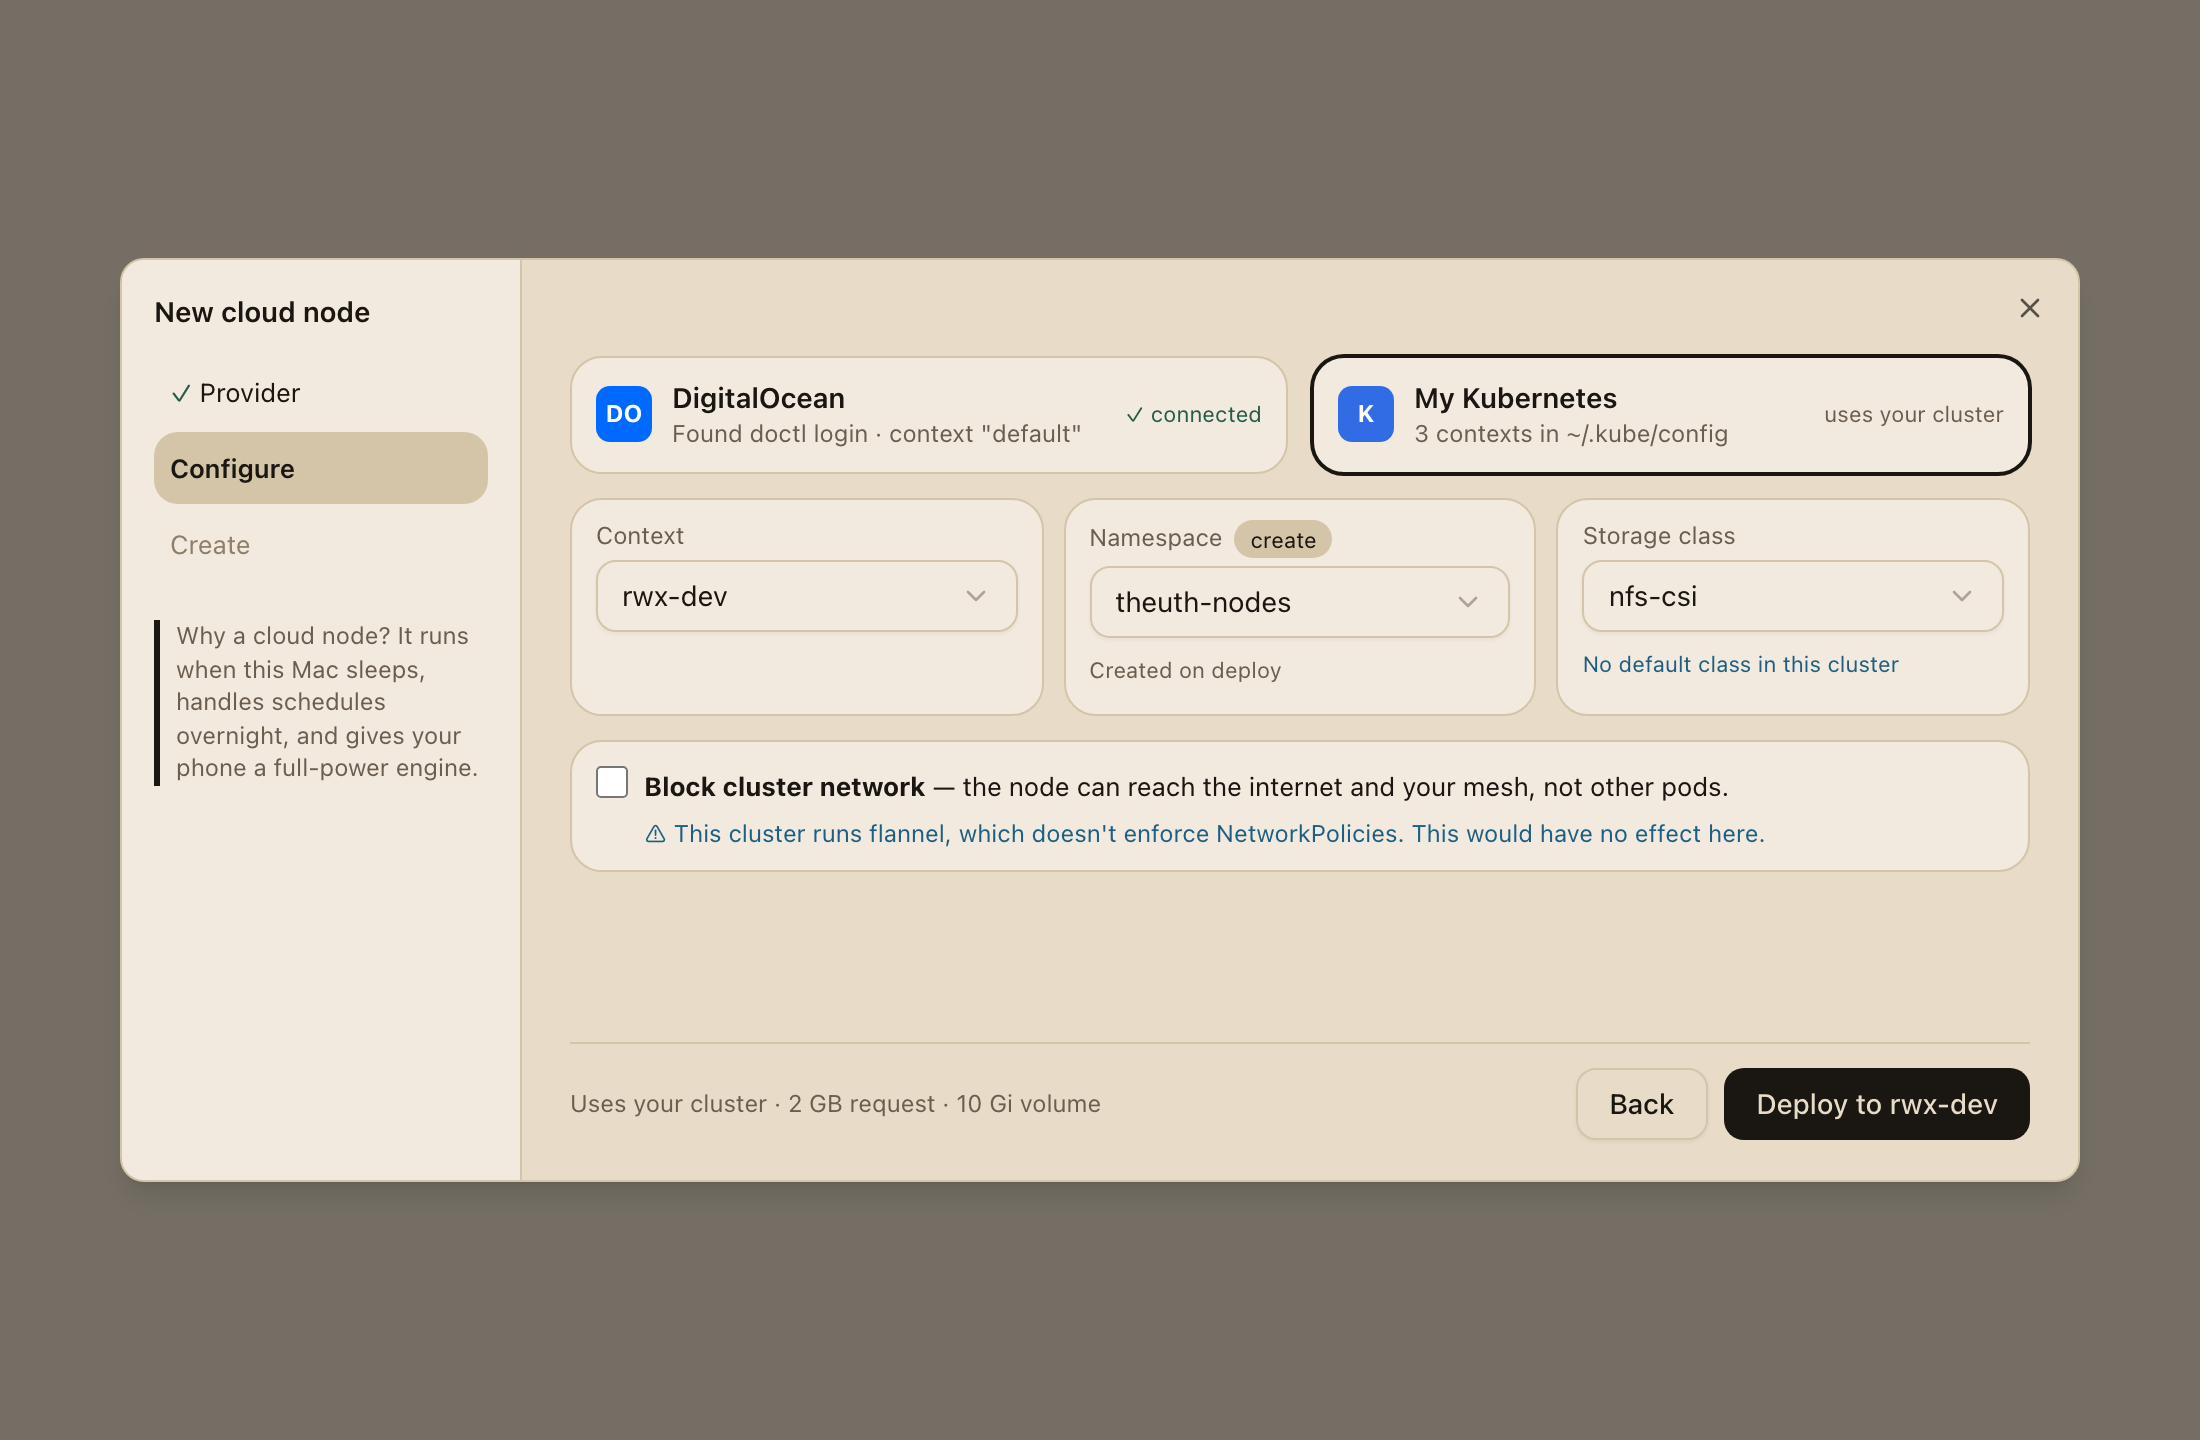 New cloud node
✓ Provider
Configure
Create
Why a cloud node? It runs
when this Mac sleeps,
handles schedules
overnight, and gives your
phone a full-power engine.
DO
DigitalOcean
Found doctl login · context "default"
✓ connected
K
My Kubernetes
3 contexts in ~/.kube/config
uses your cluster
Context
rwx-dev
Namespace create
theuth-nodes
Created on deploy
Storage class
nfs-csi
No default class in this cluster
Block cluster network — the node can reach the internet and your mesh, not other pods.
⚠ This cluster runs flannel, which doesn't enforce NetworkPolicies. This would have no effect here.
Uses your cluster · 2 GB request · 10 Gi volume
Back
Deploy to rwx-dev